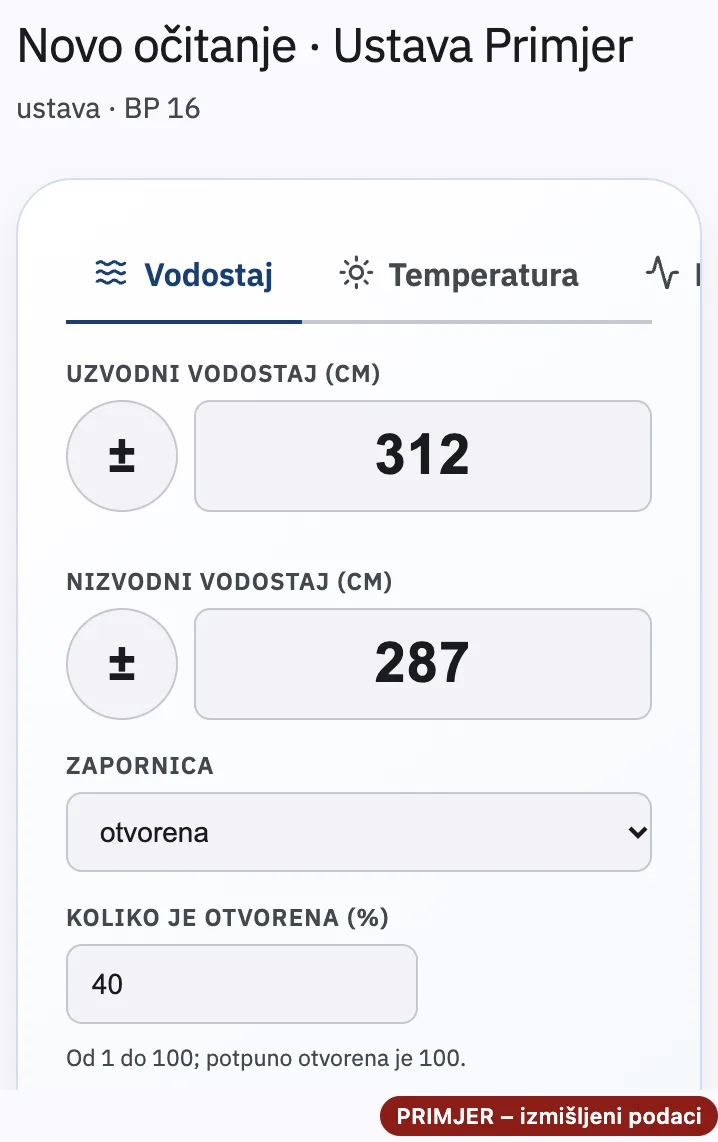 Novo očitanje · Ustava Primjer
ustava · BP 16
Vodostaj Temperatura
UZVODNI VODOSTAJ (CM)
± 312
NIZVODNI VODOSTAJ (CM)
± 287
ZAPORNICA
otvorena
KOLIKO JE OTVORENA (%)
40
Od 1 do 100; potpuno otvorena je 100.
PRIMJER – izmišljeni podaci